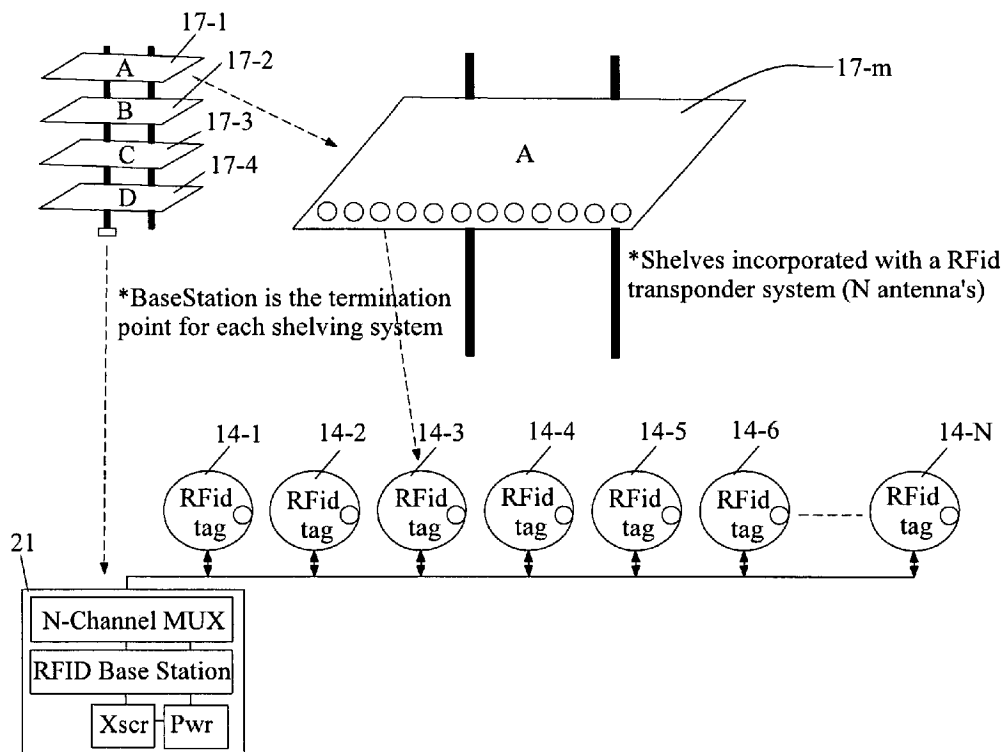 17-1
17-2
17-3
17-4
A
B
C
D
17-m
A
*Shelves incorporated with a RFid
transponder system (N antenna's)
*BaseStation is the termination
point for each shelving system
14-1
14-2
14-3
14-4
14-5
14-6
14-N
RFid
tag
RFid
tag
RFid
tag
RFid
tag
RFid
tag
RFid
tag
RFid
tag
21
N-Channel MUX
RFID Base Station
Xscr
Pwr